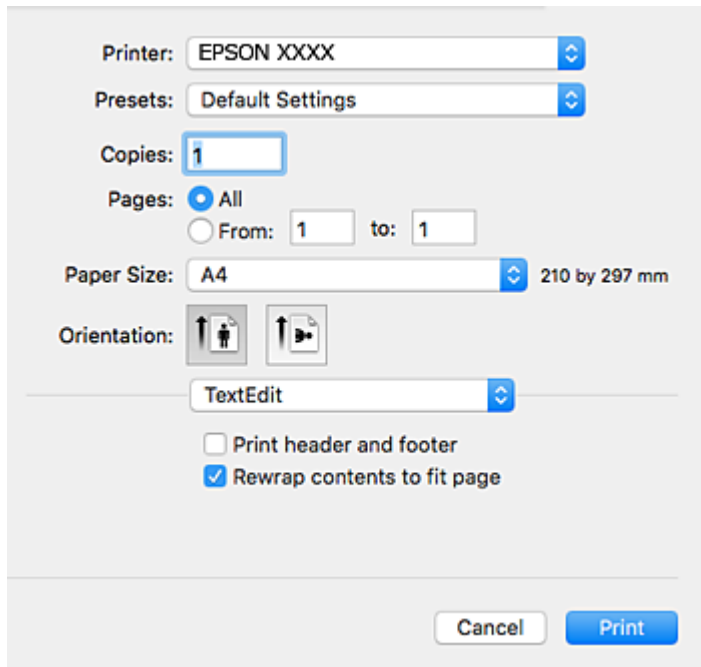 Printer: EPSON XXXX
Presets: Default Settings
Copies: 1
Pages: All
From: 1 to: 1
Paper Size: A4 210 by 297 mm
Orientation:
TextEdit
Print header and footer
Rewrap contents to fit page
Cancel Print